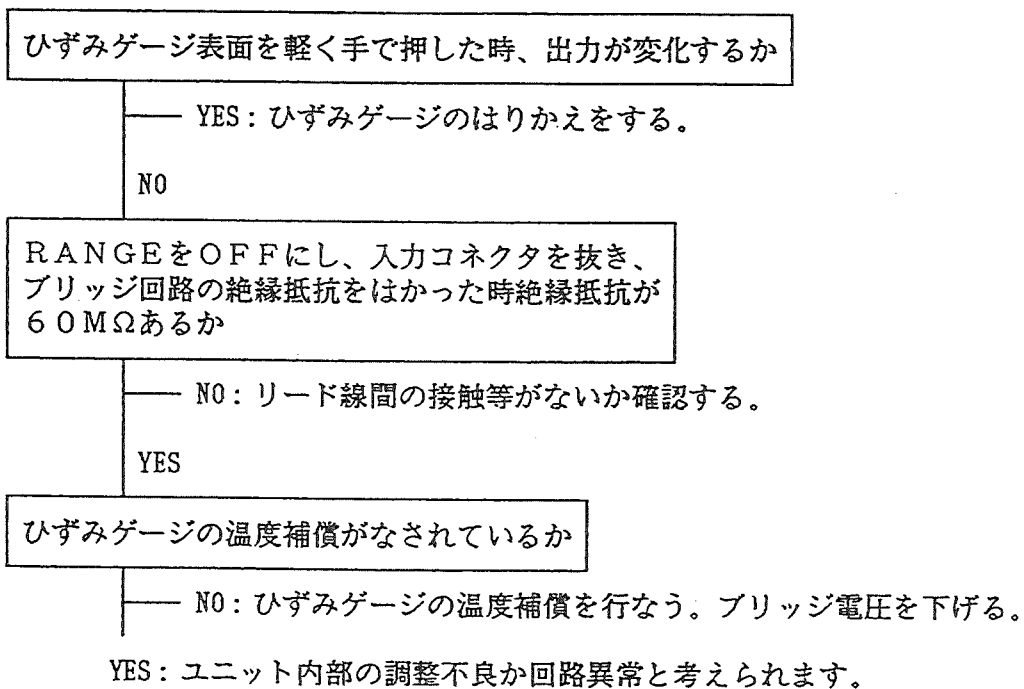 ひずみゲージ表面を軽く手で押した時、出力が変化するか
YES：ひずみゲージのはりかえをする。
NO
ＲＡＮＧＥをＯＦＦにし、入力コネクタを抜き、
ブリッジ回路の絶縁抵抗をはかった時絶縁抵抗が
６０ＭΩあるか
NO：リード線間の接触等がないか確認する。
YES
ひずみゲージの温度補償がなされているか
NO：ひずみゲージの温度補償を行なう。ブリッジ電圧を下げる。
YES：ユニット内部の調整不良か回路異常と考えられます。